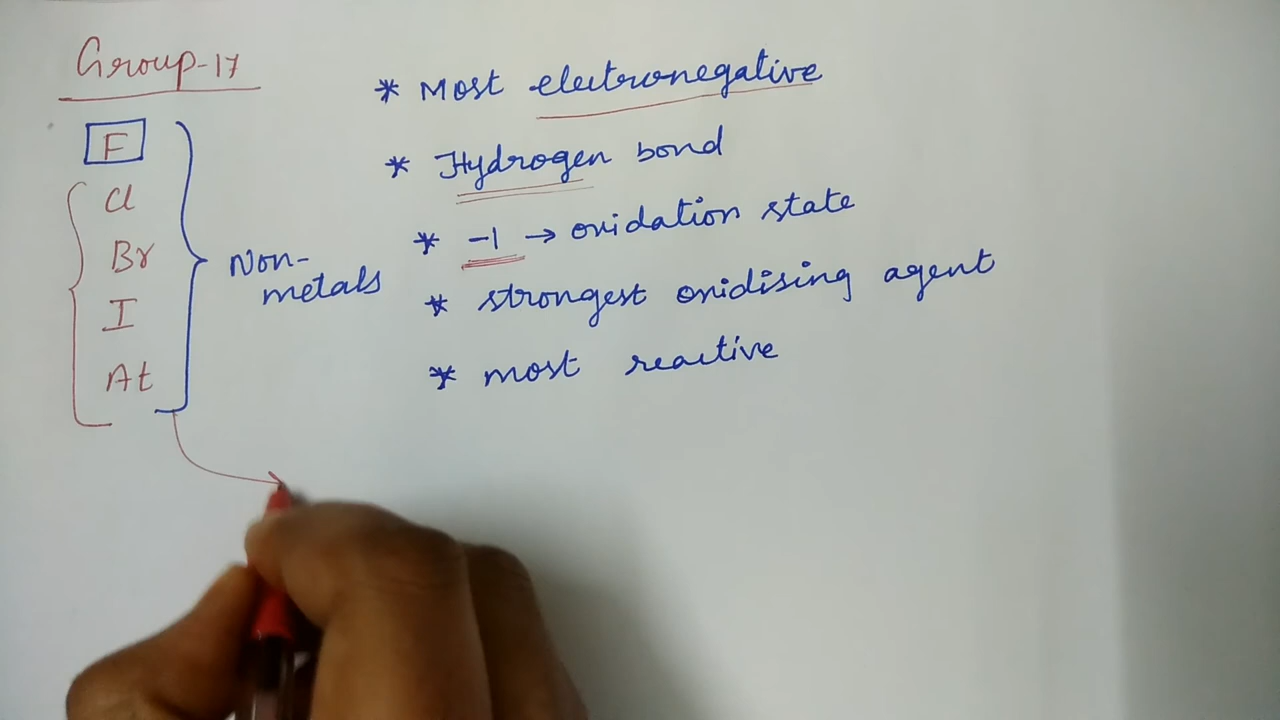 Group-17
F
Cl
Br
I
At
Non-
metals
* Most electronegative
* Hydrogen bond
* -1 → oxidation state
* strongest oxidising agent
* most reactive